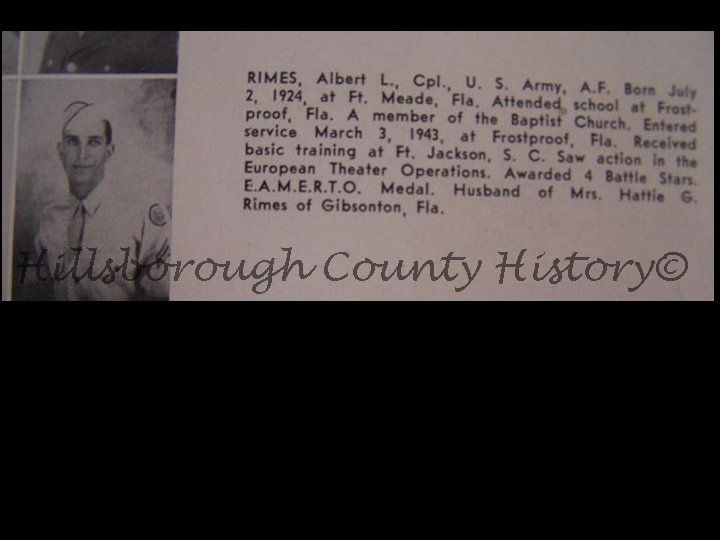 RIMES, Albert L., Cpl., U. S. Army, A.F. Born July
2, 1924, at Ft. Meade, Fla. Attended school at Frost-
proof, Fla. A member of the Baptist Church. Entered
service March 3, 1943, at Frostproof, Fla. Received
basic training at Ft. Jackson, S. C. Saw action in the
European Theater Operations. Awarded 4 Battle Stars.
E.A.M.E.R.T.O. Medal. Husband of Mrs. Hattie G.
Rimes of Gibsonton, Fla.
Hillsborough County History©